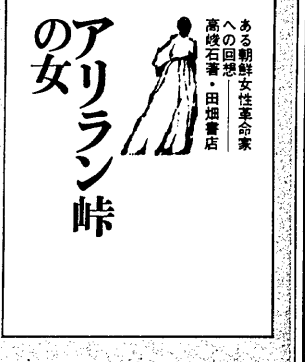 ある朝鮮女性革命家
への回想―――
高峻石著・田畑書店
アリラン峠
の女